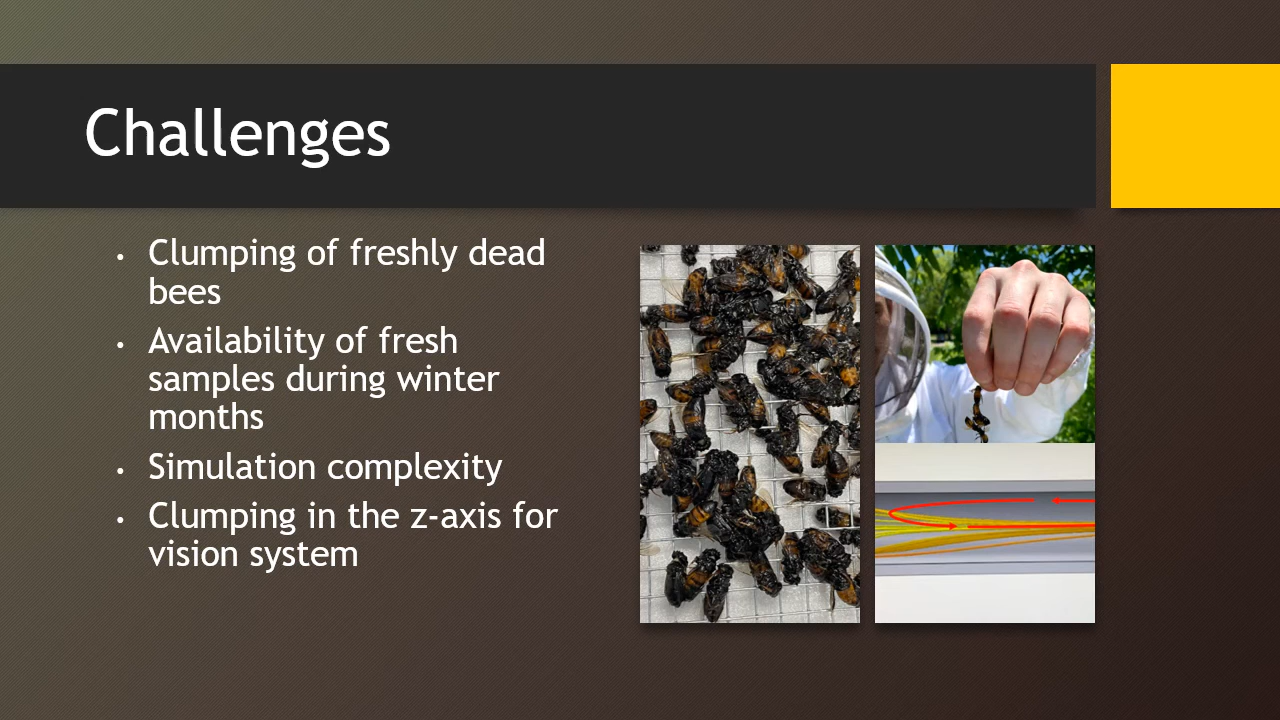 Challenges
• Clumping of freshly dead
bees
• Availability of fresh
samples during winter
months
• Simulation complexity
• Clumping in the z-axis for
vision system